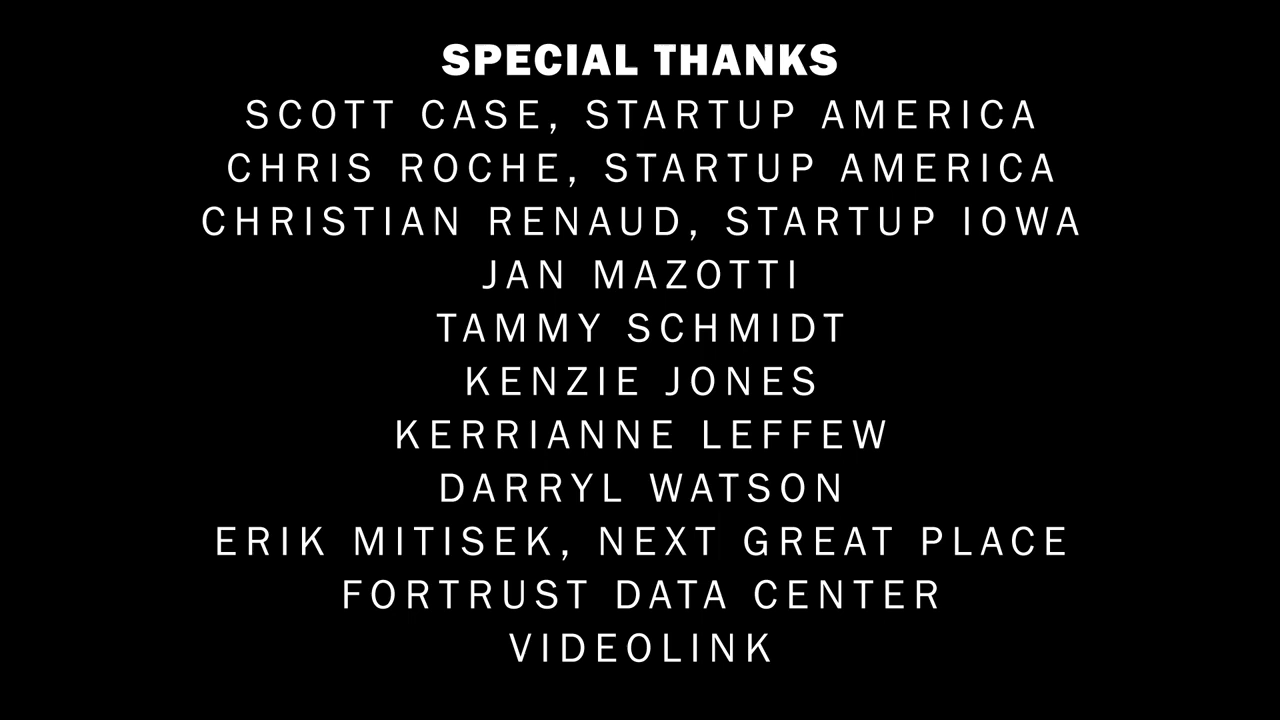 SPECIAL THANKS
SCOTT CASE, STARTUP AMERICA
CHRIS ROCHE, STARTUP AMERICA
CHRISTIAN RENAUD, STARTUP IOWA
JAN MAZOTTI
TAMMY SCHMIDT
KENZIE JONES
KERRIANNE LEFFEW
DARRYL WATSON
ERIK MITISEK, NEXT GREAT PLACE
FORTRUST DATA CENTER
VIDEOLINK